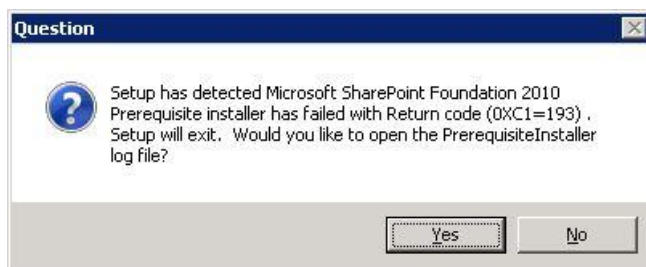 Question
Setup has detected Microsoft SharePoint Foundation 2010
Prerequisite installer has failed with Return code (0XC1=193) .
Setup will exit.  Would you like to open the PrerequisiteInstaller
log file?
Yes
No